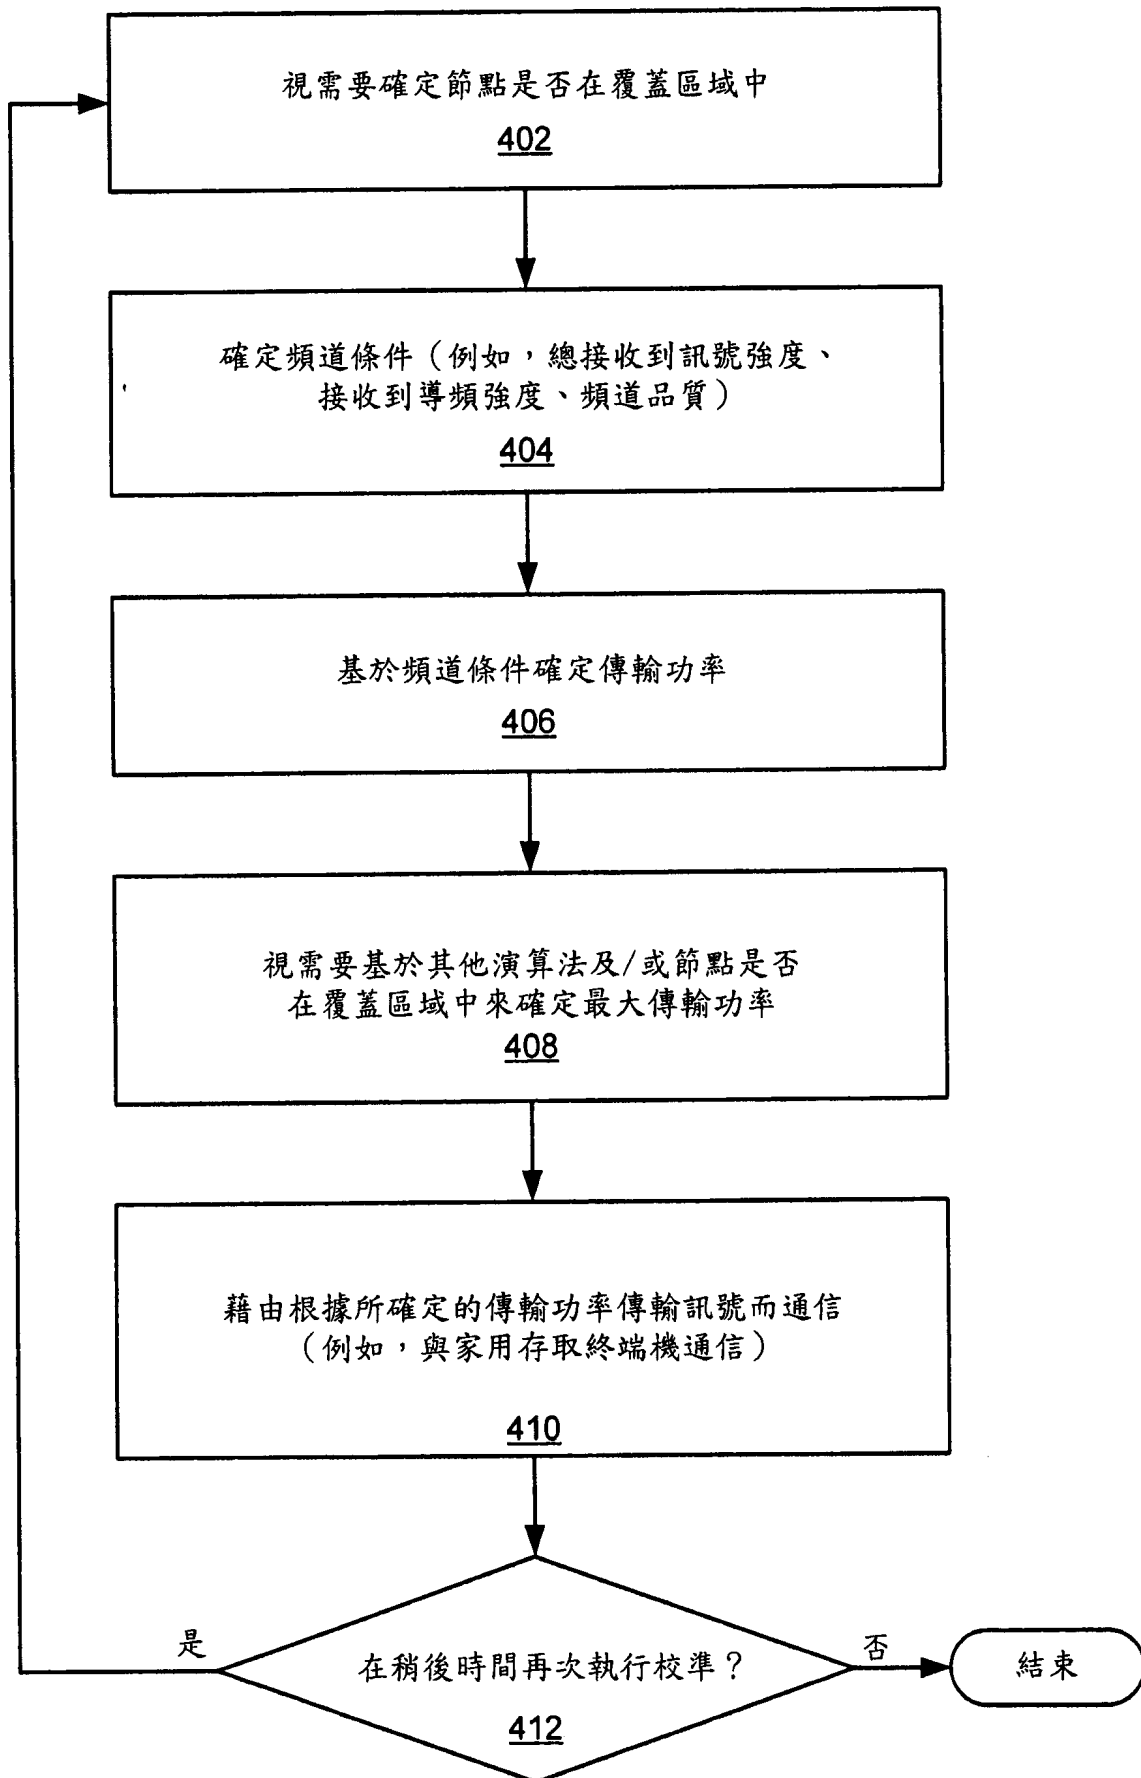 視需要確定節點是否在覆蓋區域中
402
確定頻道條件（例如，總接收到訊號強度、
接收到導頻強度、頻道品質）
404
基於頻道條件確定傳輸功率
406
視需要基於其他演算法及/或節點是否
在覆蓋區域中來確定最大傳輸功率
408
藉由根據所確定的傳輸功率傳輸訊號而通信
（例如，與家用存取終端機通信）
410
是
在稍後時間再次執行校準？
412
否
結束